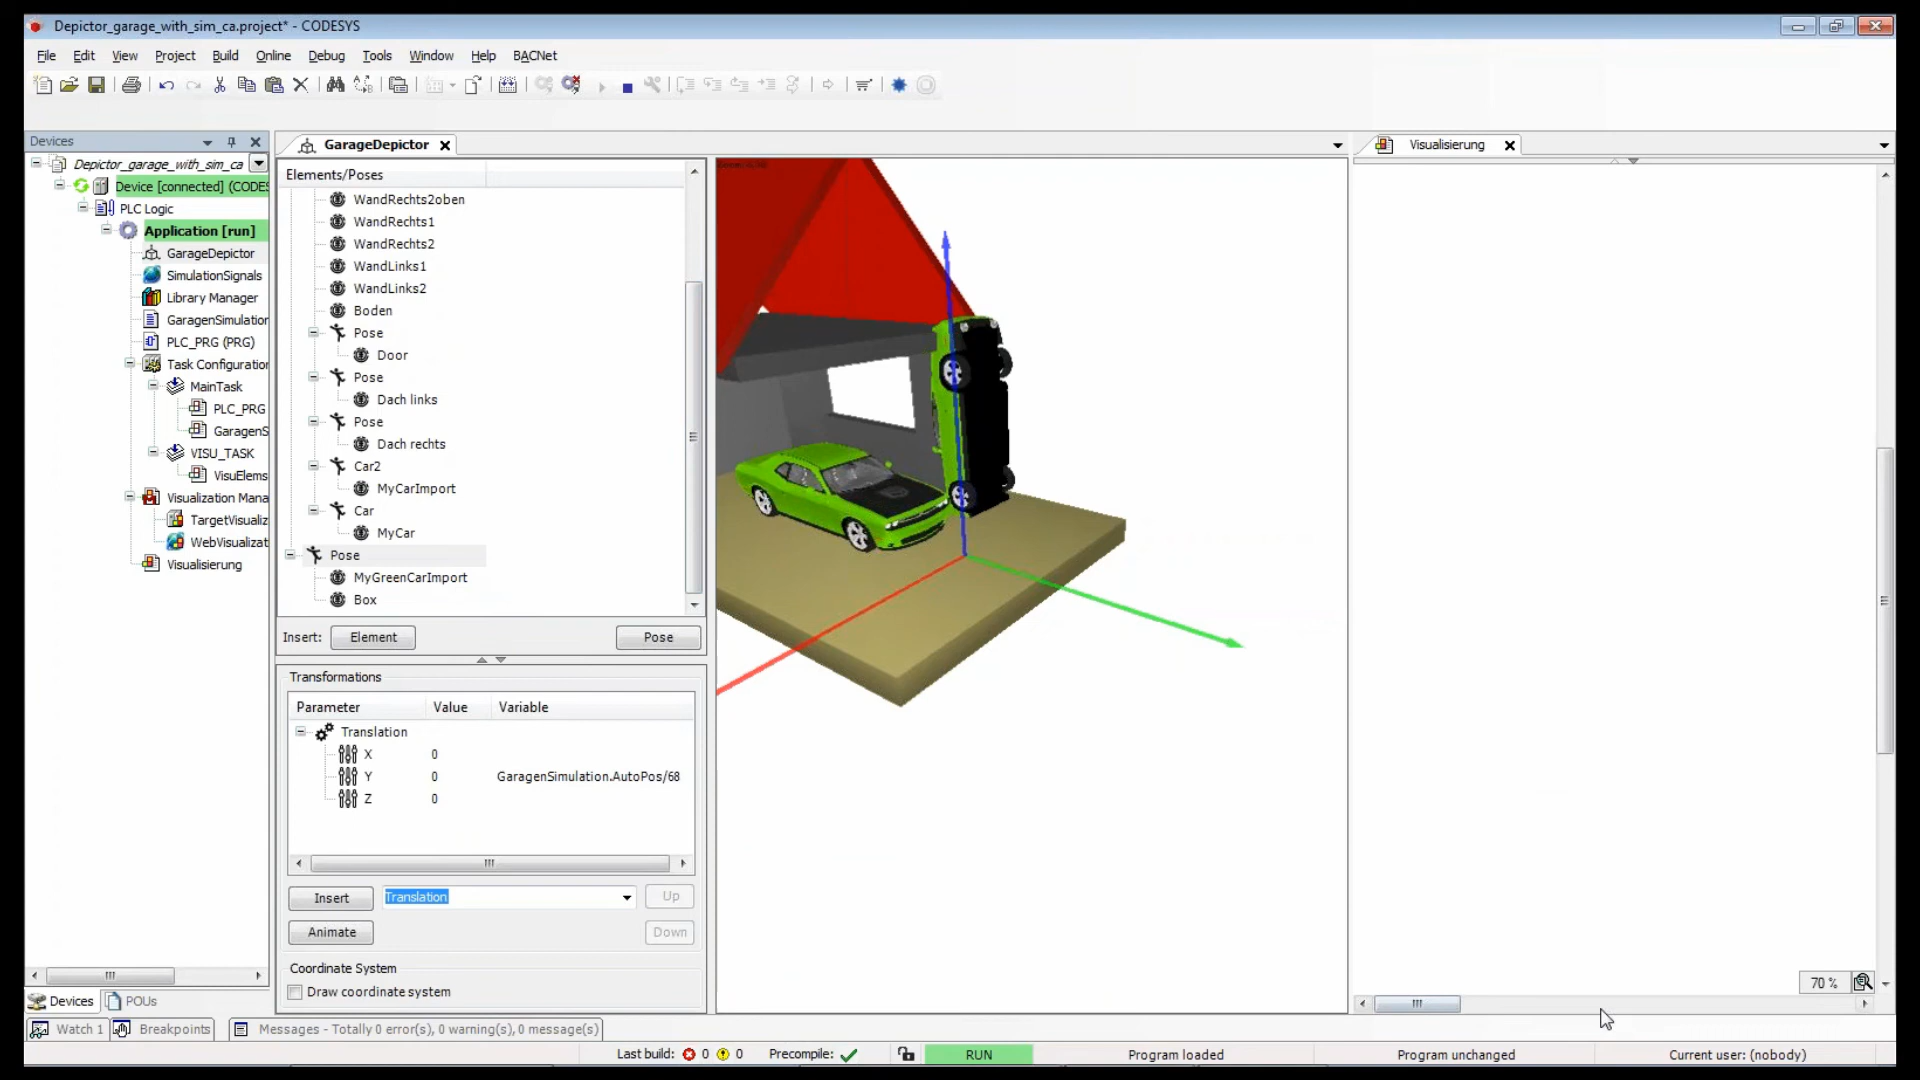 Depictor_garage_with_sim_ca.project* - CODESYS
File Edit View Project Build Online Debug Tools Window Help BACNet
Devices
Depictor_garage_with_sim_ca
Device [connected] (CODES
PLC Logic
Application [run]
GarageDepictor
SimulationSignals
Library Manager
GaragenSimulation
PLC_PRG (PRG)
Task Configuration
MainTask
PLC_PRG
GaragenS
VISU_TASK
VisuElems
Visualization Mana
TargetVisualiz
WebVisualizat
Visualisierung
Devices POUs
GarageDepictor
Elements/Poses
WandRechts2oben
WandRechts1
WandRechts2
WandLinks1
WandLinks2
Boden
Pose
Door
Pose
Dach links
Pose
Dach rechts
Car2
MyCarImport
Car
MyCar
Pose
MyGreenCarImport
Box
Insert: Element Pose
Transformations
Parameter Value Variable
Translation
X 0
Y 0 GaragenSimulation.AutoPos/68
Z 0
Insert Translation Up
Animate Down
Coordinate System
Draw coordinate system
Visualisierung
70 %
Watch 1 Breakpoints Messages - Totally 0 error(s), 0 warning(s), 0 message(s)
Last build: 0 0 Precompile: RUN Program loaded Program unchanged Current user: (nobody)